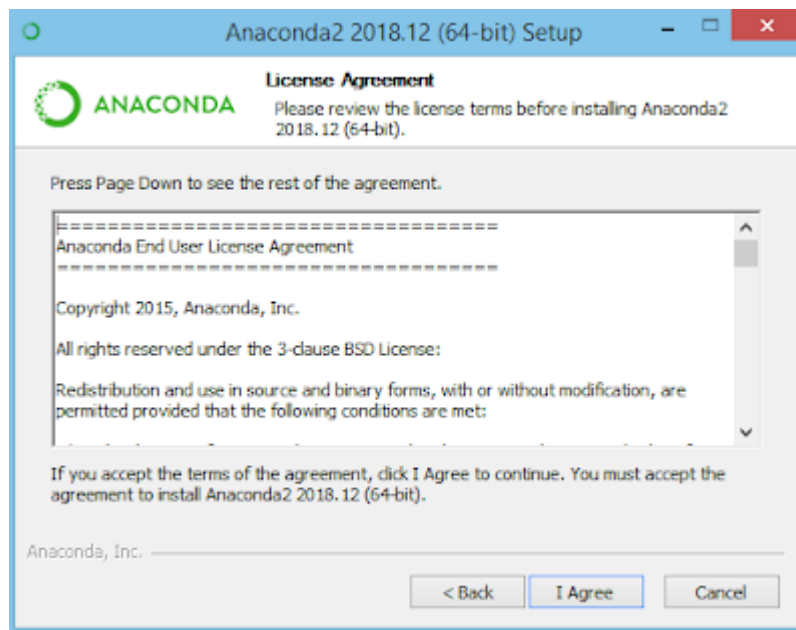 Anaconda2 2018.12 (64-bit) Setup
ANACONDA
License Agreement
Please review the license terms before installing Anaconda2
2018.12 (64-bit).
Press Page Down to see the rest of the agreement.
===================================
Anaconda End User License Agreement
===================================
Copyright 2015, Anaconda, Inc.
All rights reserved under the 3-clause BSD License:
Redistribution and use in source and binary forms, with or without modification, are
permitted provided that the following conditions are met:
If you accept the terms of the agreement, click I Agree to continue. You must accept the
agreement to install Anaconda2 2018.12 (64-bit).
Anaconda, Inc.
< Back
I Agree
Cancel